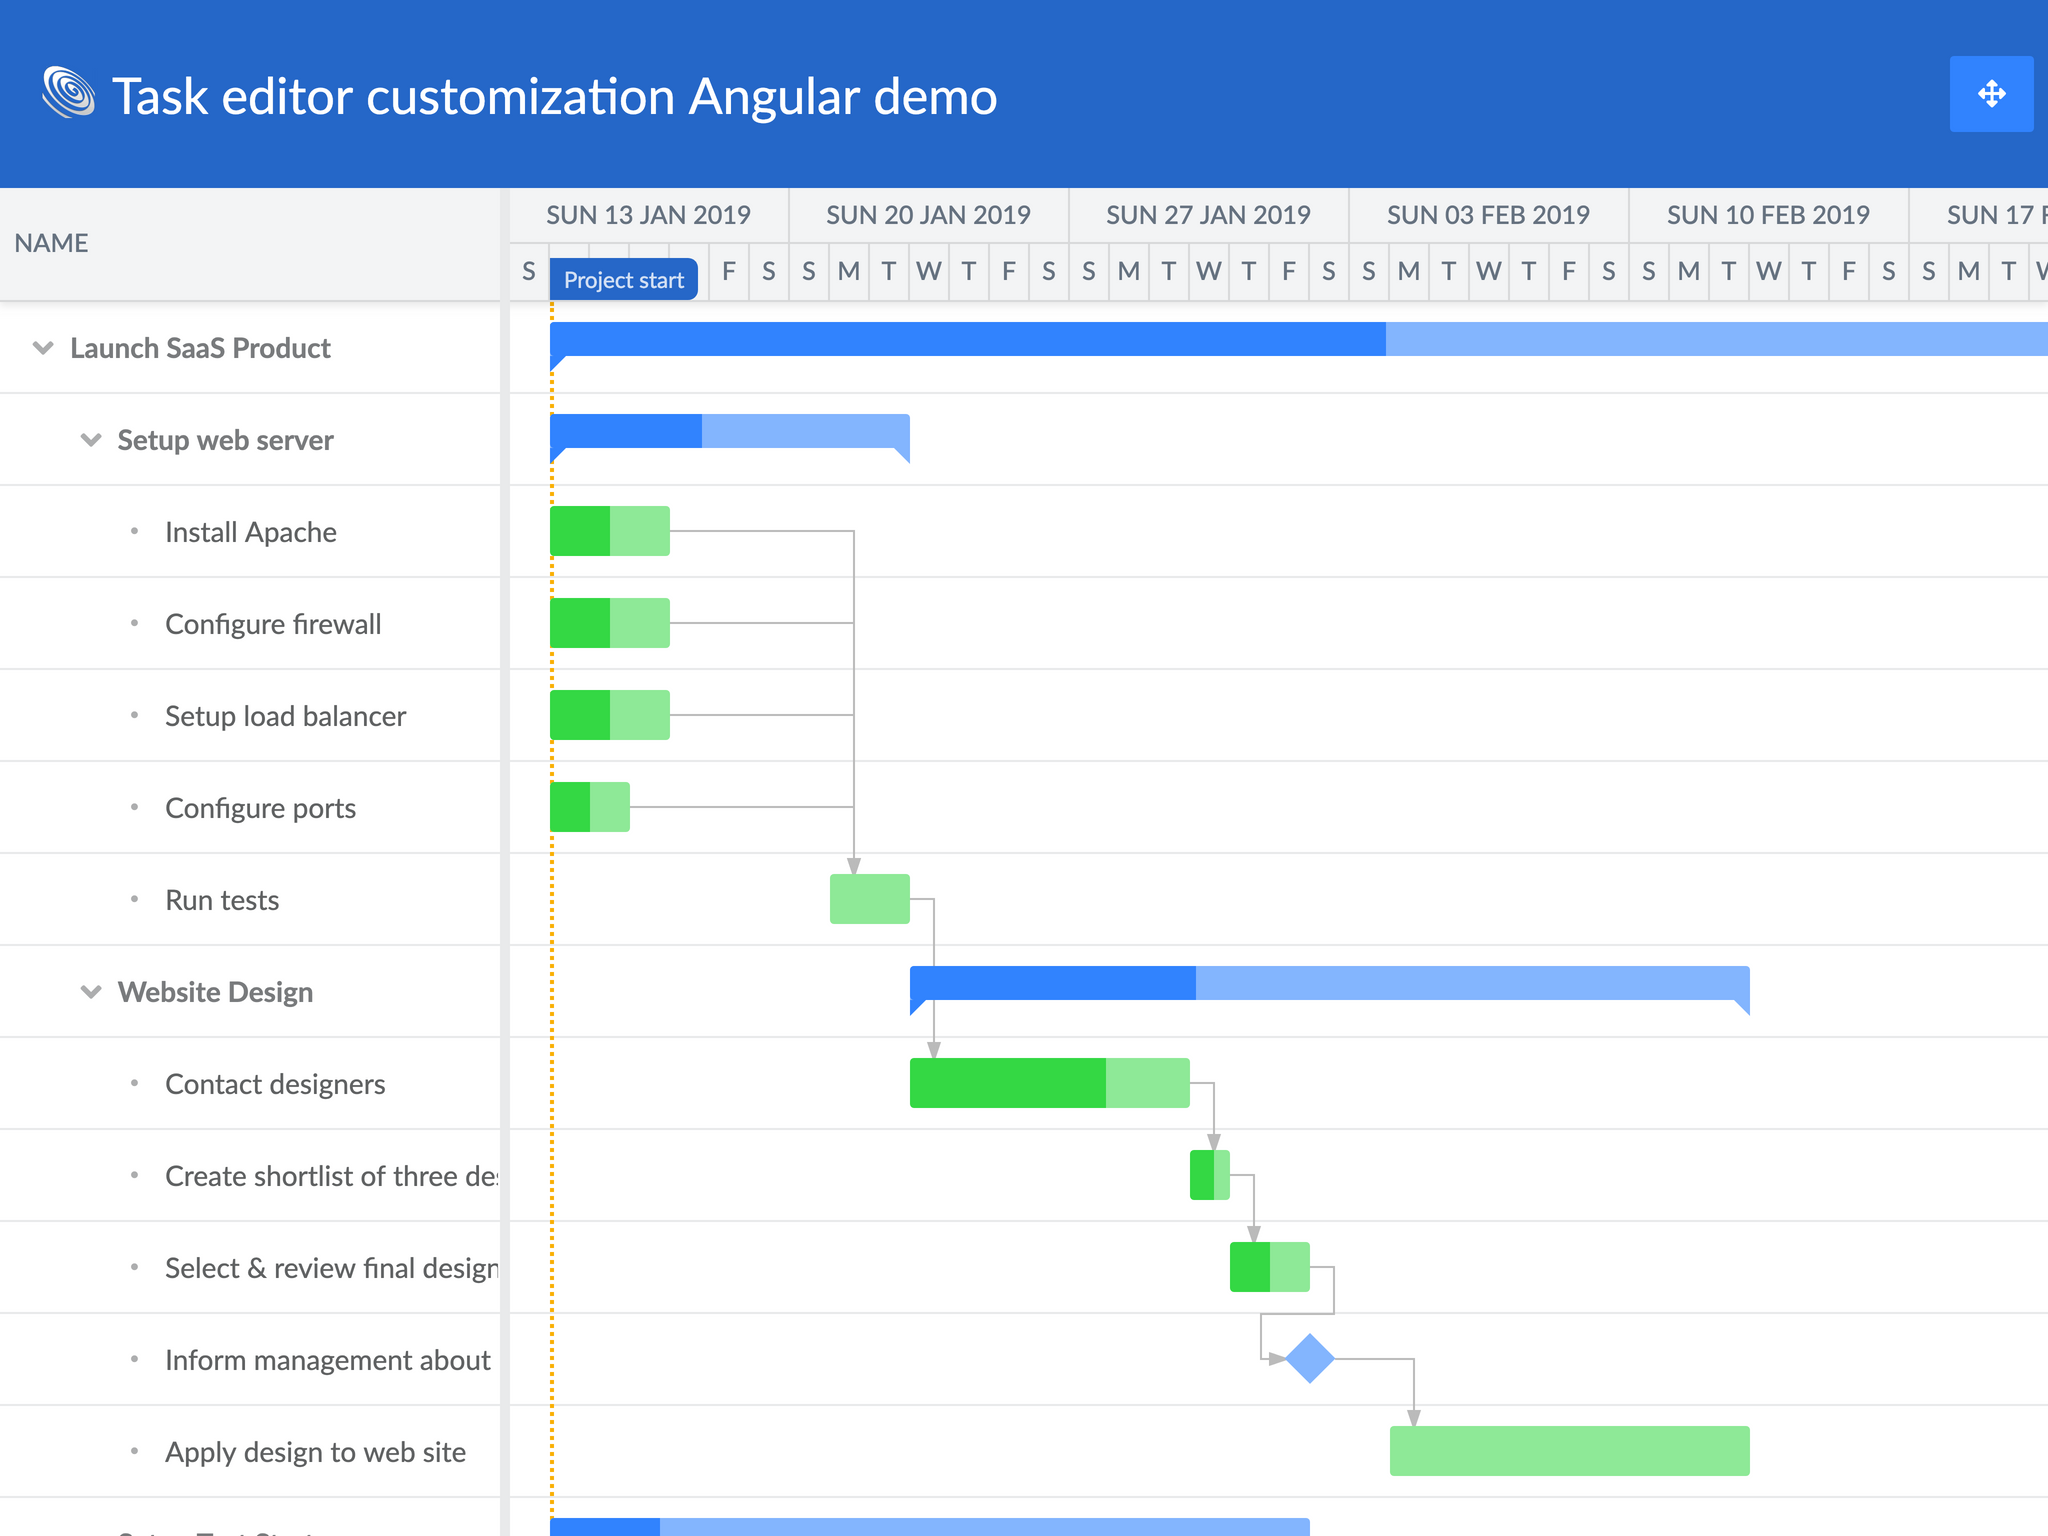 Task editor customization Angular demo
NAME
SUN 13 JAN 2019 SUN 20 JAN 2019 SUN 27 JAN 2019 SUN 03 FEB 2019 SUN 10 FEB 2019 SUN 17
S F S S M T W T F S S M T W T F S S M T W T F S S M T W T F S S M T W
Project start
Launch SaaS Product
Setup web server
Install Apache
Configure firewall
Setup load balancer
Configure ports
Run tests
Website Design
Contact designers
Create shortlist of three
Select & review final design
Inform management about
Apply design to web site